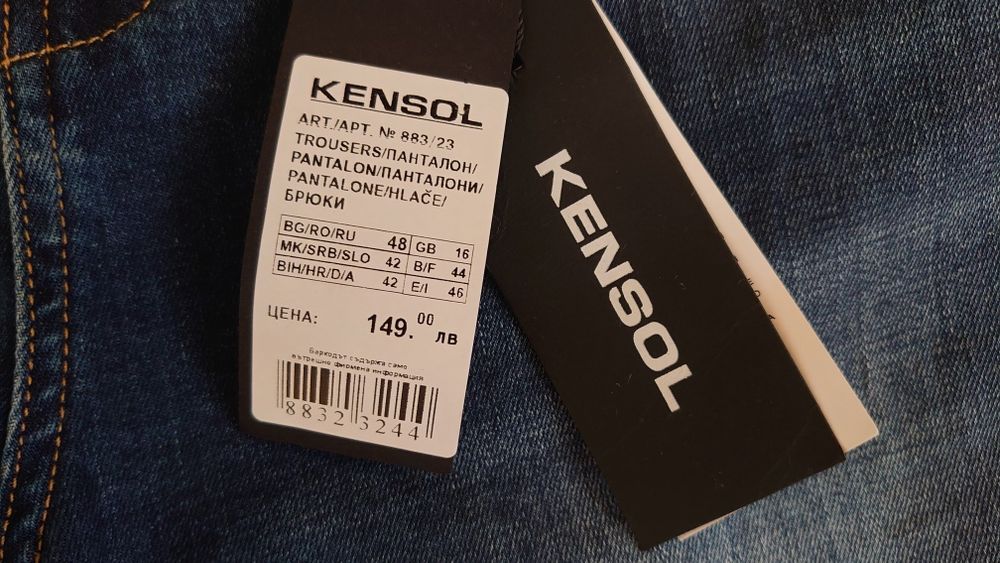 KENSOL
ART./АРТ. № 883/23
TROUSERS/ПАНТАЛОН/
PANTALON/ПАНТАЛОНИ/
PANTALONE/HLAČE/
БРЮКИ
BG/RO/RU 48 GB 16
MK/SRB/SLO 42 B/F 44
BIH/HR/D/A 42 E/I 46
ЦЕНА: 149.00 ЛВ
Баркодът съдържа само
вътрешно фирмена информация
8832 3244
KENSOL